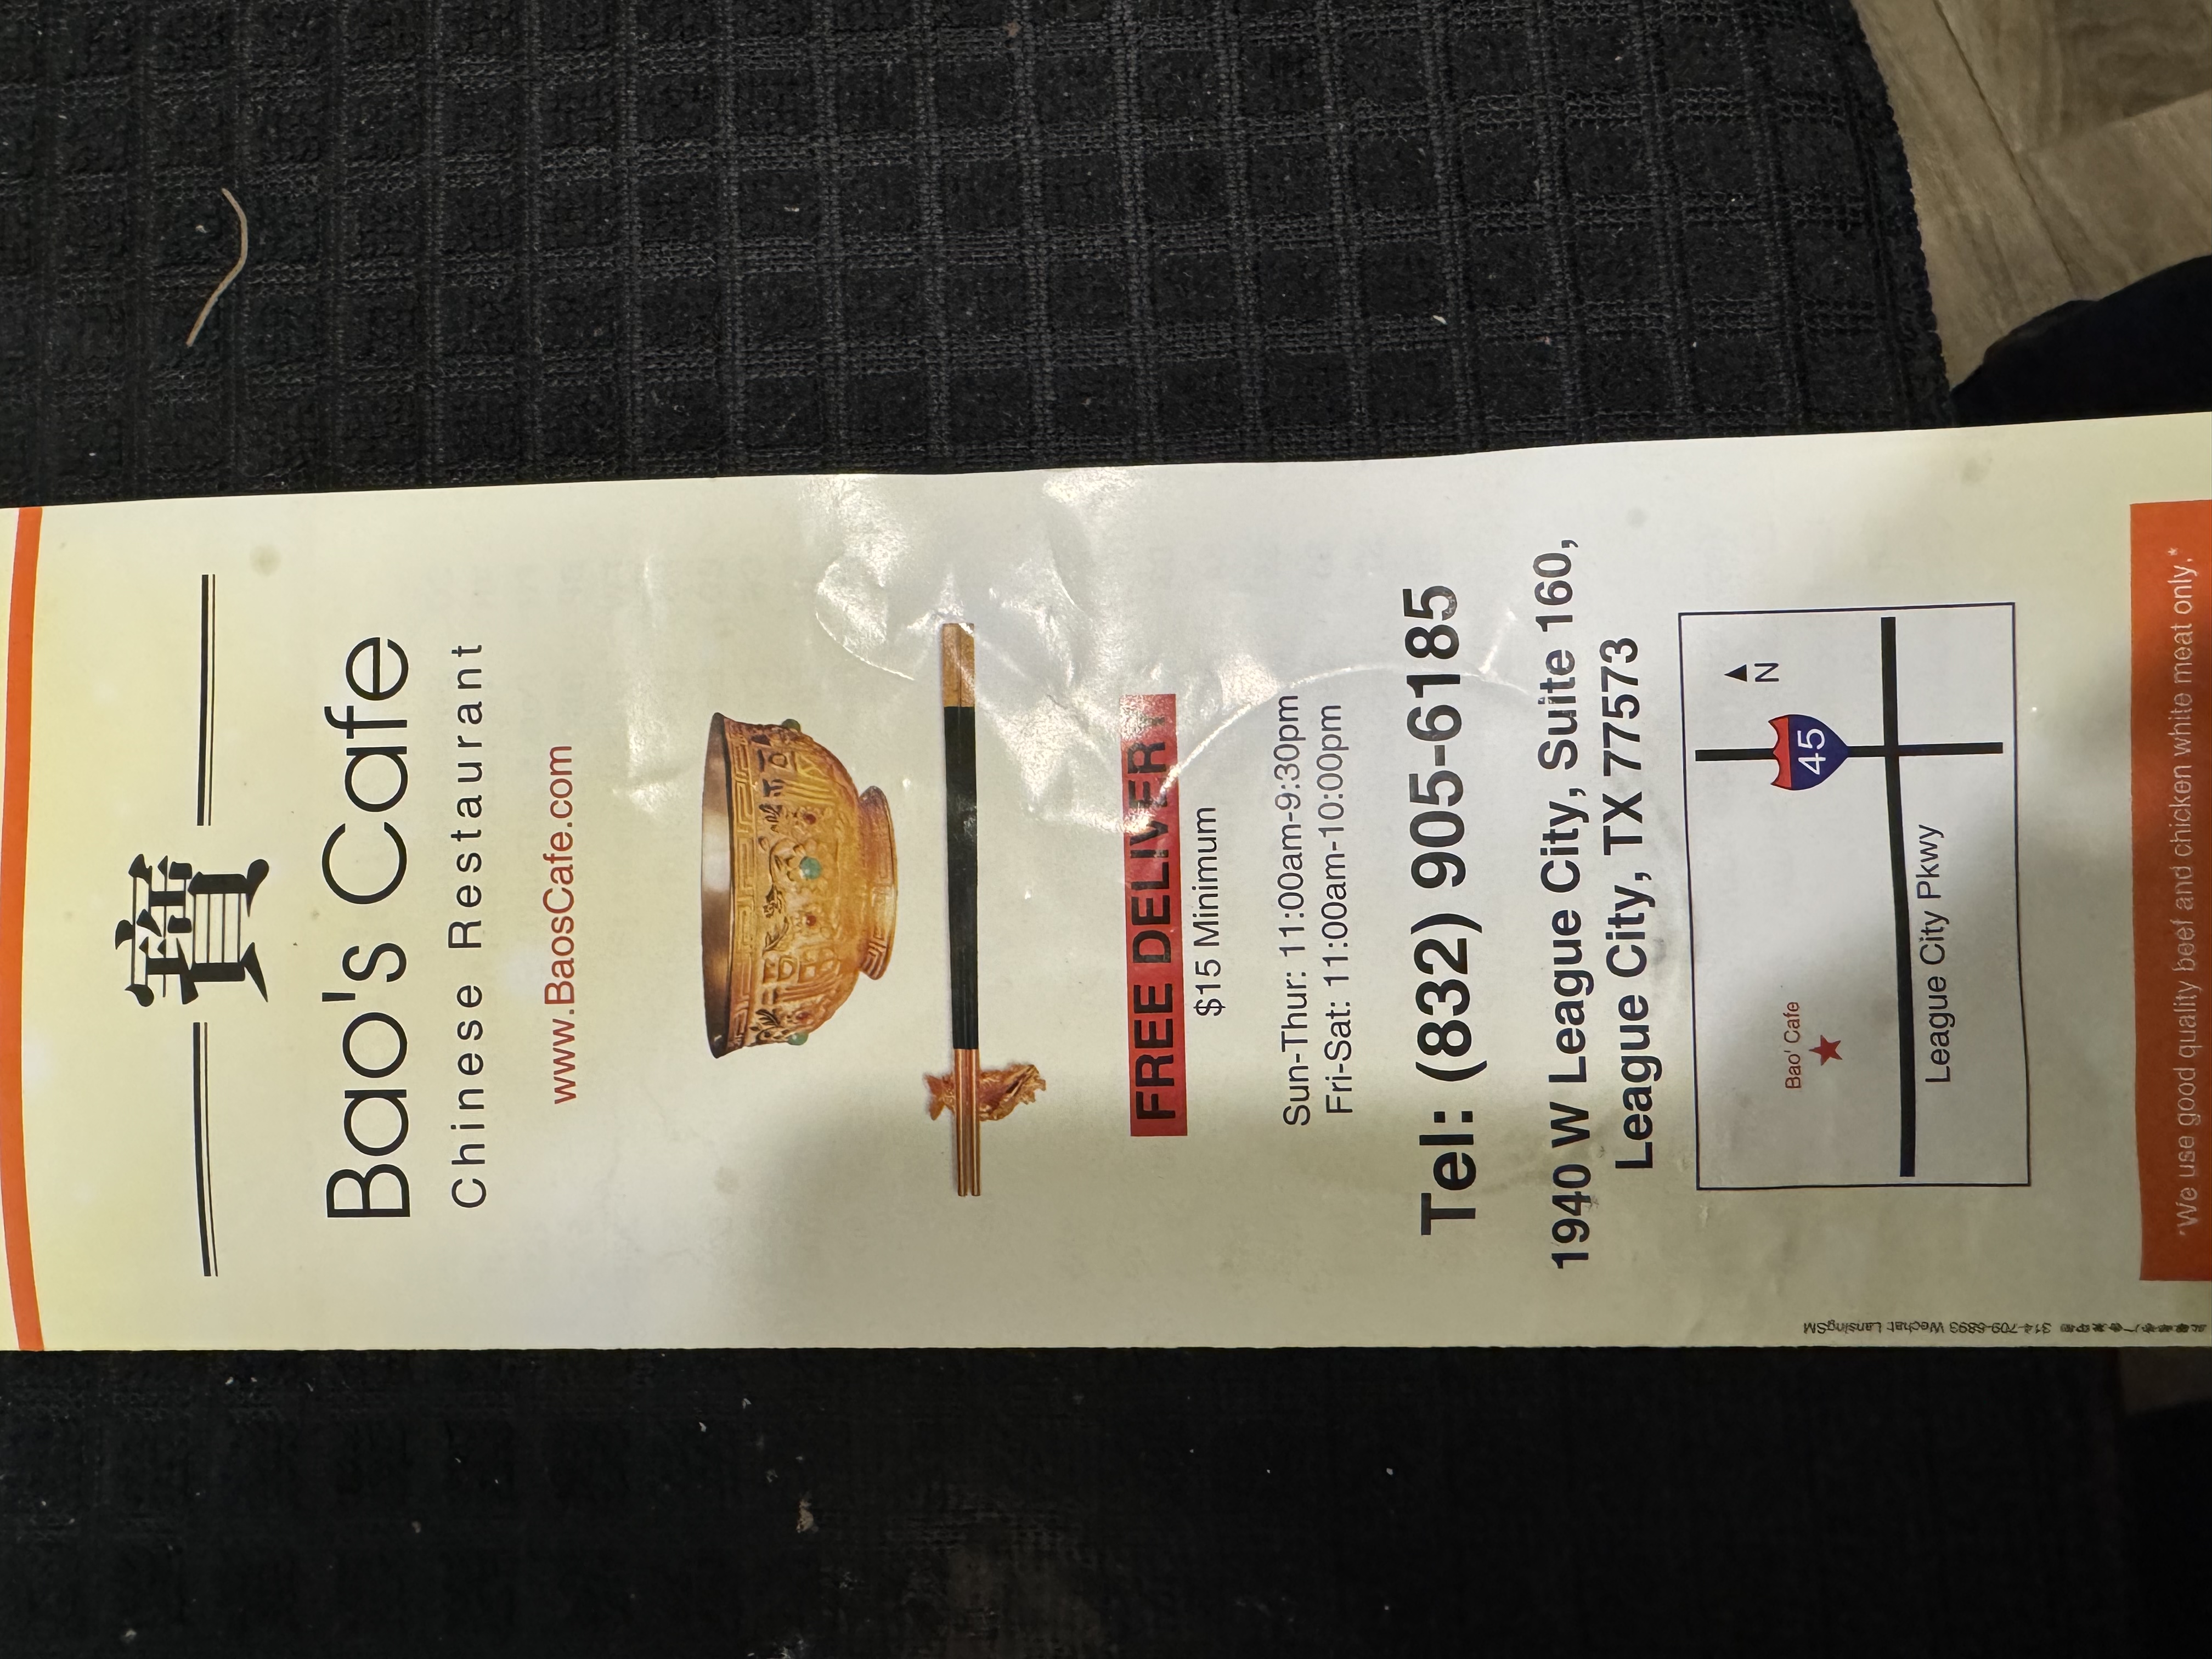 寶
Bao's Cafe
Chinese Restaurant
www.BaosCafe.com
FREE DELIVERY
$15 Minimum
Sun-Thur: 11:00am-9:30pm
Fri-Sat: 11:00am-10:00pm
Tel: (832) 905-6185
1940 W League City, Suite 160,
League City, TX 77573
N
45
Bao' Cafe
League City Pkwy
*We use good quality beef and chicken white meat only.*
314-709-6893 Wechat LansingSM